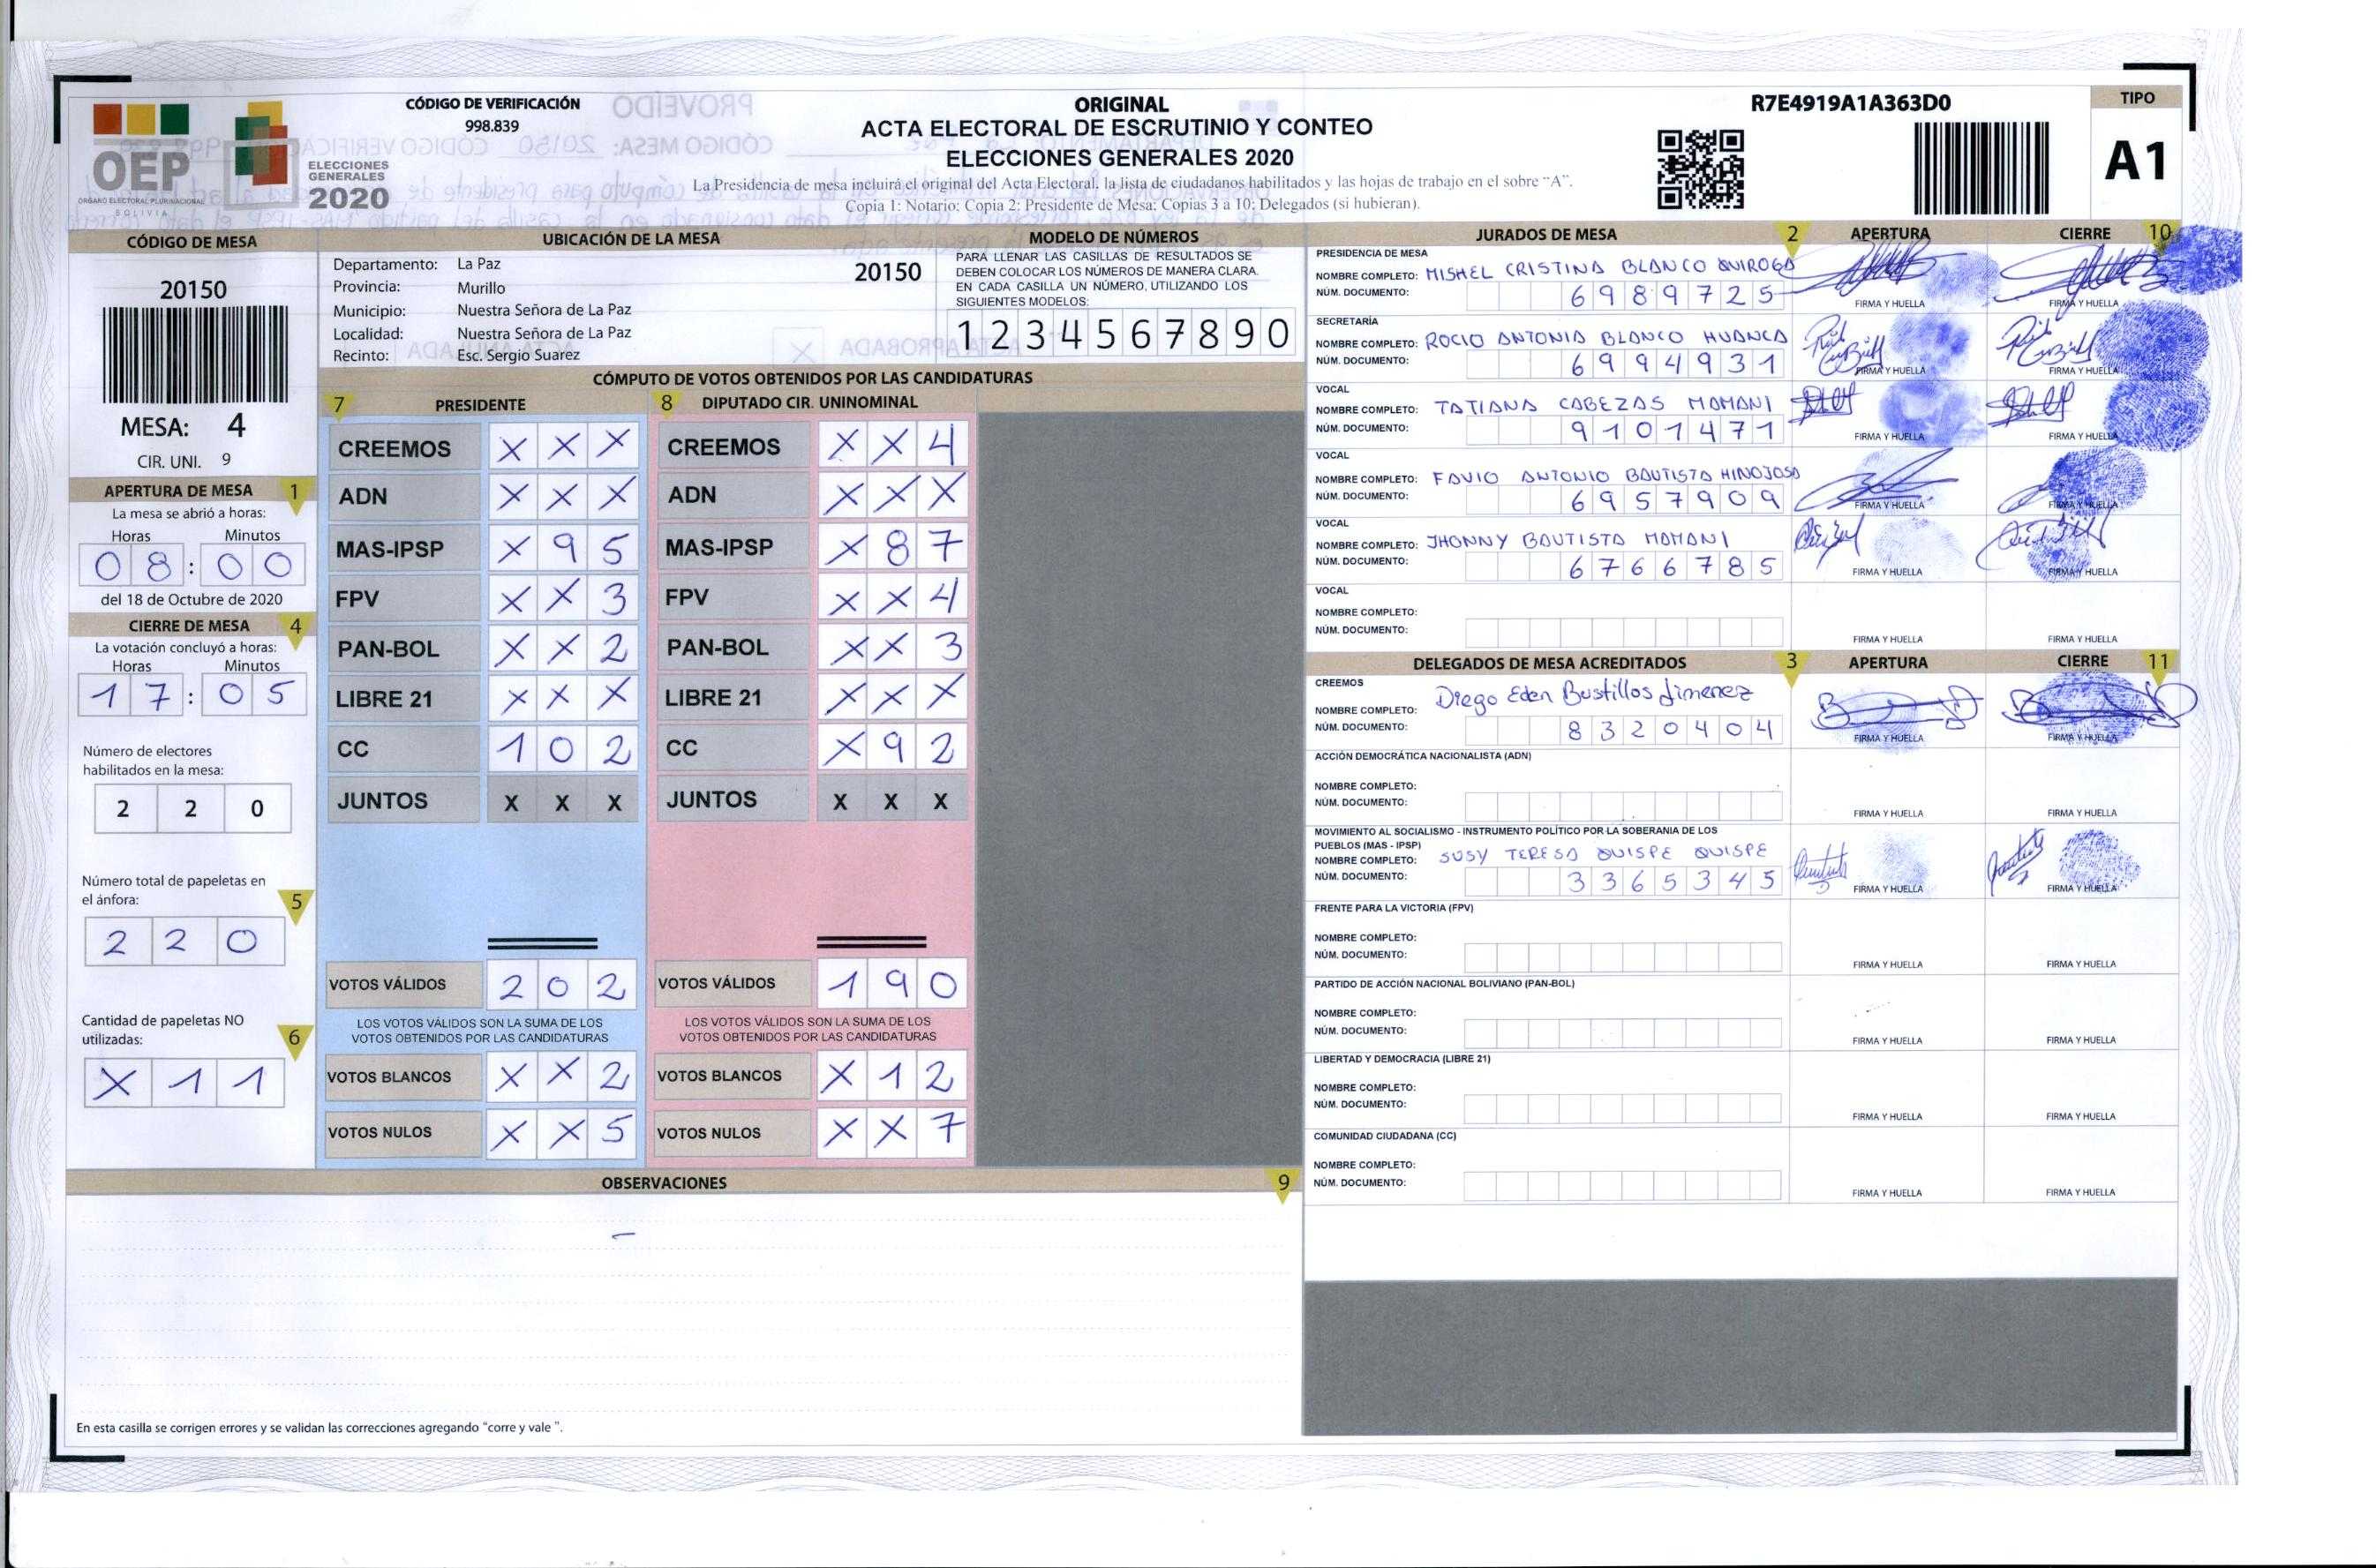 CÓDIGO DE VERIFICACIÓN
998.839
ORIGINAL
ACTA ELECTORAL DE ESCRUTINIO Y CONTEO
ELECCIONES GENERALES 2020
La Presidencia de mesa incluirá el original del Acta Electoral, la lista de ciudadanos habilitados y las hojas de trabajo en el sobre "A".
Copia 1: Notario; Copia 2: Presidente de Mesa; Copias 3 a 10; Delegados (si hubieran).
R7E4919A1A363D0
TIPO
A1
OEP
ÓRGANO ELECTORAL PLURINACIONAL
BOLIVIA
ELECCIONES
GENERALES
2020
CÓDIGO DE MESA
20150
MESA: 4
CIR. UNI. 9
APERTURA DE MESA 1
La mesa se abrió a horas:
Horas Minutos
08:00
del 18 de Octubre de 2020
CIERRE DE MESA 4
La votación concluyó a horas:
Horas Minutos
17:05
Número de electores
habilitados en la mesa:
2 2 0
Número total de papeletas en
el ánfora:
5
2 2 0
Cantidad de papeletas NO
utilizadas:
6
X 1 1
UBICACIÓN DE LA MESA
Departamento: La Paz
20150
Provincia: Murillo
Municipio: Nuestra Señora de La Paz
Localidad: Nuestra Señora de La Paz
Recinto: Esc. Sergio Suarez
MODELO DE NÚMEROS
PARA LLENAR LAS CASILLAS DE RESULTADOS SE
DEBEN COLOCAR LOS NÚMEROS DE MANERA CLARA.
EN CADA CASILLA UN NÚMERO, UTILIZANDO LOS
SIGUIENTES MODELOS:
1 2 3 4 5 6 7 8 9 0
CÓMPUTO DE VOTOS OBTENIDOS POR LAS CANDIDATURAS
7 PRESIDENTE
CREEMOS X X X
ADN X X X
MAS-IPSP X 9 5
FPV X X 3
PAN-BOL X X 2
LIBRE 21 X X X
CC 1 0 2
JUNTOS X X X
VOTOS VÁLIDOS 2 0 2
LOS VOTOS VÁLIDOS SON LA SUMA DE LOS
VOTOS OBTENIDOS POR LAS CANDIDATURAS
VOTOS BLANCOS X X 2
VOTOS NULOS X X 5
8 DIPUTADO CIR. UNINOMINAL
CREEMOS X X 4
ADN X X X
MAS-IPSP X 8 7
FPV X X 4
PAN-BOL X X 3
LIBRE 21 X X X
CC X 9 2
JUNTOS X X X
VOTOS VÁLIDOS 1 9 0
LOS VOTOS VÁLIDOS SON LA SUMA DE LOS
VOTOS OBTENIDOS POR LAS CANDIDATURAS
VOTOS BLANCOS X 1 2
VOTOS NULOS X X 7
OBSERVACIONES 9
En esta casilla se corrigen errores y se validan las correcciones agregando "corre y vale ".
JURADOS DE MESA 2 APERTURA CIERRE 10
PRESIDENCIA DE MESA
NOMBRE COMPLETO: MISHEL CRISTINA BLANCO QUIROGA
NÚM. DOCUMENTO: 6989725
FIRMA Y HUELLA FIRMA Y HUELLA
SECRETARÍA
NOMBRE COMPLETO: ROCIO ANTONIA BLANCO HUANCA
NÚM. DOCUMENTO: 6994931
FIRMA Y HUELLA FIRMA Y HUELLA
VOCAL
NOMBRE COMPLETO: TATIANA CABEZAS MAMANI
NÚM. DOCUMENTO: 9101471
FIRMA Y HUELLA FIRMA Y HUELLA
VOCAL
NOMBRE COMPLETO: FAVIO ANTONIO BAUTISTA HINOJOSA
NÚM. DOCUMENTO: 6957909
FIRMA Y HUELLA FIRMA Y HUELLA
VOCAL
NOMBRE COMPLETO: JHONNY BAUTISTA MAMANI
NÚM. DOCUMENTO: 6766785
FIRMA Y HUELLA FIRMA Y HUELLA
VOCAL
NOMBRE COMPLETO:
NÚM. DOCUMENTO:
FIRMA Y HUELLA FIRMA Y HUELLA
DELEGADOS DE MESA ACREDITADOS 3 APERTURA CIERRE 11
CREEMOS
NOMBRE COMPLETO: Diego Eden Bustillos Jimenez
NÚM. DOCUMENTO: 8320404
FIRMA Y HUELLA FIRMA Y HUELLA
ACCIÓN DEMOCRÁTICA NACIONALISTA (ADN)
NOMBRE COMPLETO:
NÚM. DOCUMENTO:
FIRMA Y HUELLA FIRMA Y HUELLA
MOVIMIENTO AL SOCIALISMO - INSTRUMENTO POLÍTICO POR LA SOBERANIA DE LOS
PUEBLOS (MAS - IPSP)
NOMBRE COMPLETO: SUSY TERESA QUISPE QUISPE
NÚM. DOCUMENTO: 3365345
FIRMA Y HUELLA FIRMA Y HUELLA
FRENTE PARA LA VICTORIA (FPV)
NOMBRE COMPLETO:
NÚM. DOCUMENTO:
FIRMA Y HUELLA FIRMA Y HUELLA
PARTIDO DE ACCIÓN NACIONAL BOLIVIANO (PAN-BOL)
NOMBRE COMPLETO:
NÚM. DOCUMENTO:
FIRMA Y HUELLA FIRMA Y HUELLA
LIBERTAD Y DEMOCRACIA (LIBRE 21)
NOMBRE COMPLETO:
NÚM. DOCUMENTO:
FIRMA Y HUELLA FIRMA Y HUELLA
COMUNIDAD CIUDADANA (CC)
NOMBRE COMPLETO:
NÚM. DOCUMENTO:
FIRMA Y HUELLA FIRMA Y HUELLA